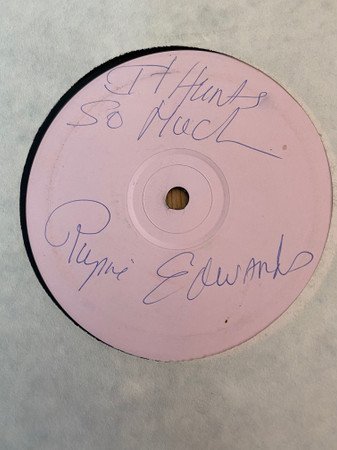 It Hurts
So Much
Rupie Edwards